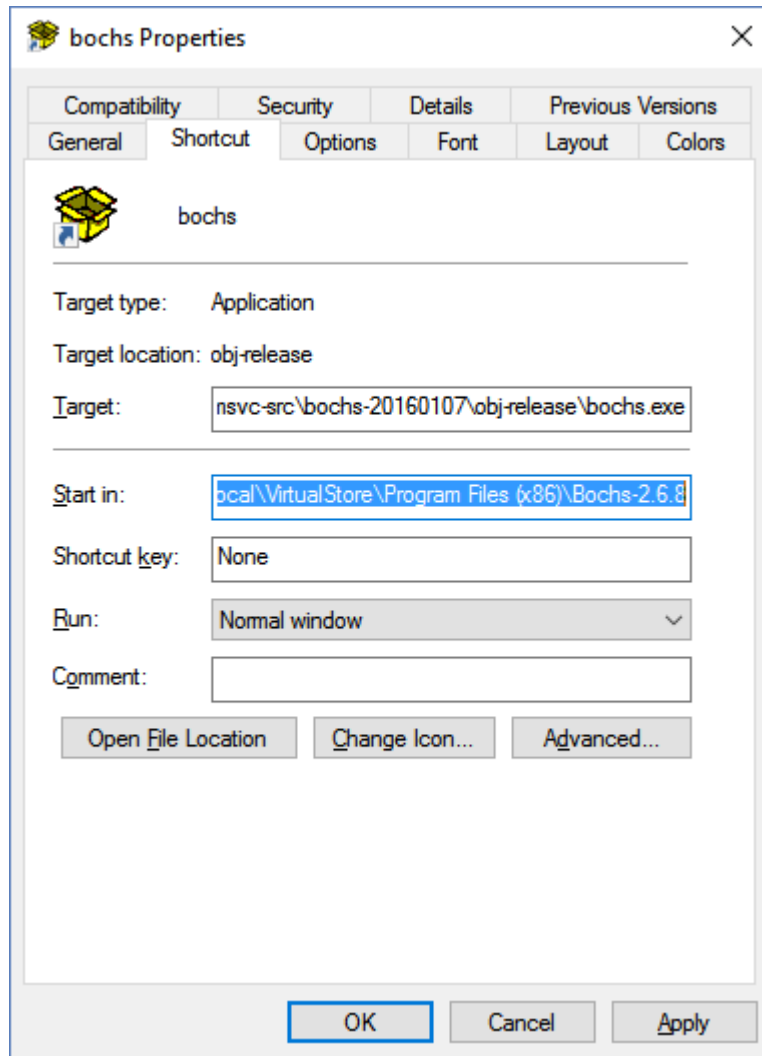 bochs Properties
Compatibility Security Details Previous Versions
General Shortcut Options Font Layout Colors
bochs
Target type: Application
Target location: obj-release
Target: nsvc-src\bochs-20160107\obj-release\bochs.exe
Start in: ocal\VirtualStore\Program Files (x86)\Bochs-2.6.8
Shortcut key: None
Run: Normal window
Comment:
Open File Location Change Icon... Advanced...
OK Cancel Apply